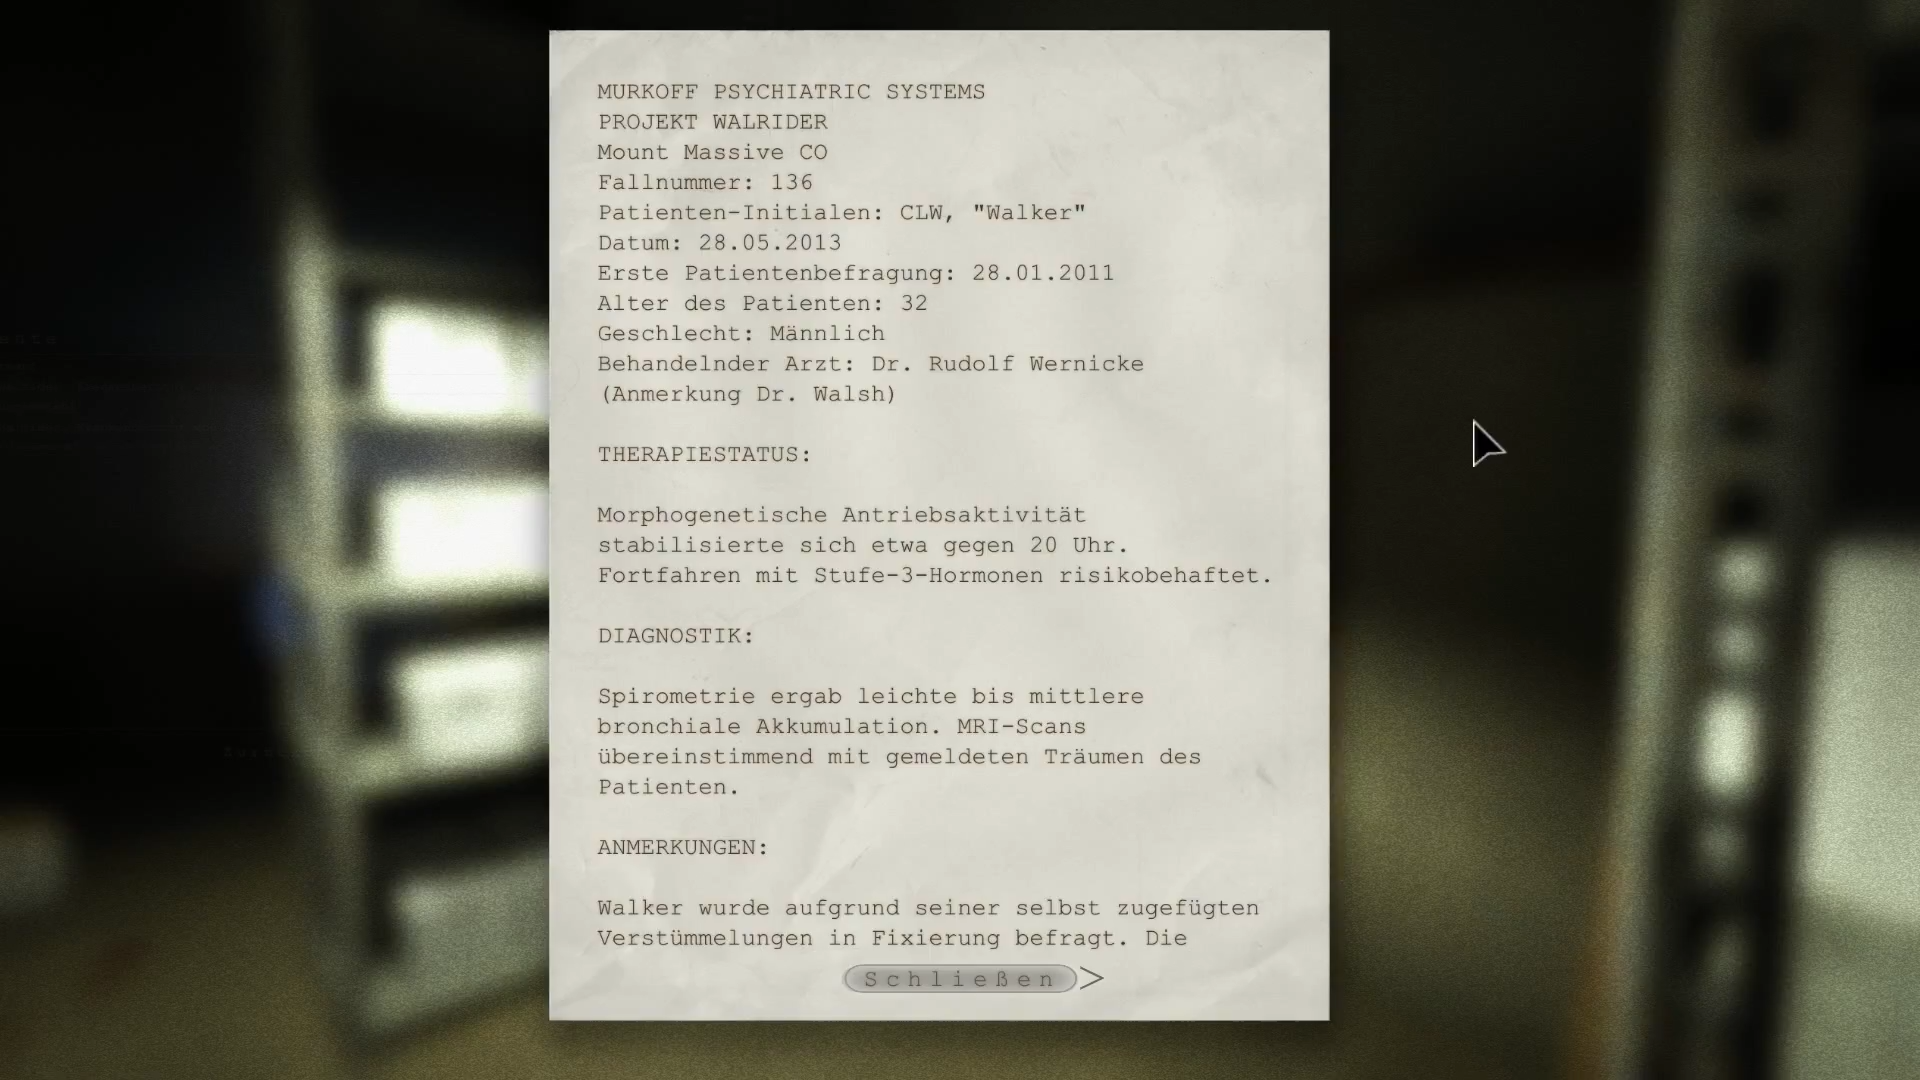 MURKOFF PSYCHIATRIC SYSTEMS
PROJEKT WALRIDER
Mount Massive CO
Fallnummer: 136
Patienten-Initialen: CLW, "Walker"
Datum: 28.05.2013
Erste Patientenbefragung: 28.01.2011
Alter des Patienten: 32
Geschlecht: Männlich
Behandelnder Arzt: Dr. Rudolf Wernicke
(Anmerkung Dr. Walsh)
THERAPIESTATUS:
Morphogenetische Antriebsaktivität
stabilisierte sich etwa gegen 20 Uhr.
Fortfahren mit Stufe-3-Hormonen risikobehaftet.
DIAGNOSTIK:
Spirometrie ergab leichte bis mittlere
bronchiale Akkumulation. MRI-Scans
übereinstimmend mit gemeldeten Träumen des
Patienten.
ANMERKUNGEN:
Walker wurde aufgrund seiner selbst zugefügten
Verstümmelungen in Fixierung befragt. Die
Schließen >